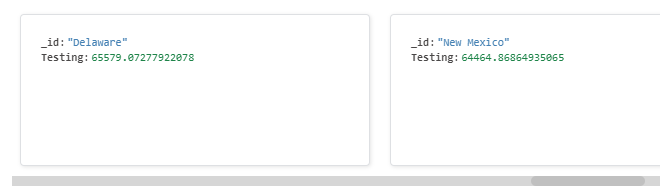 _id: "Delaware"
Testing: 65579.07277922078
_id: "New Mexico"
Testing: 64464.86864935065